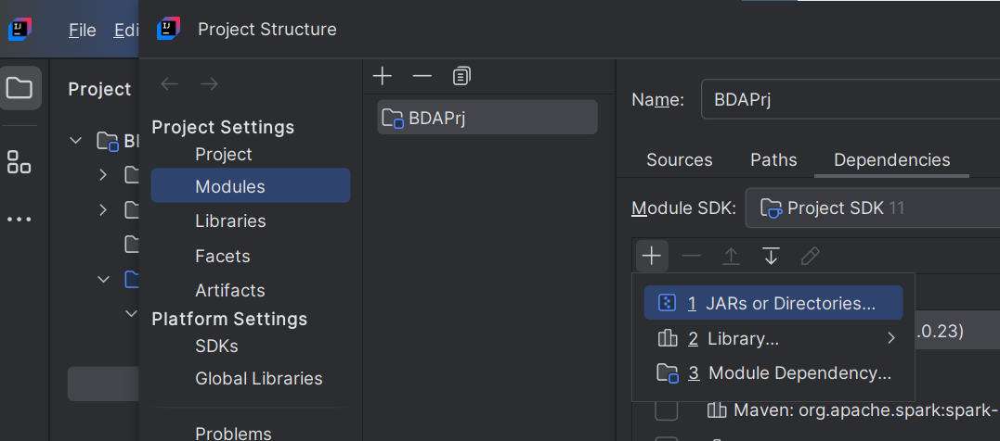 File Edi
Project Structure
Project
Project Settings
Project
Modules
Libraries
Facets
Artifacts
Platform Settings
SDKs
Global Libraries
Problems
BDAPrj
Name: BDAPrj
Sources Paths Dependencies
Module SDK: Project SDK 11
1 JARs or Directories...
2 Library...
3 Module Dependency...
.0.23)
Maven: org.apache.spark:spark-